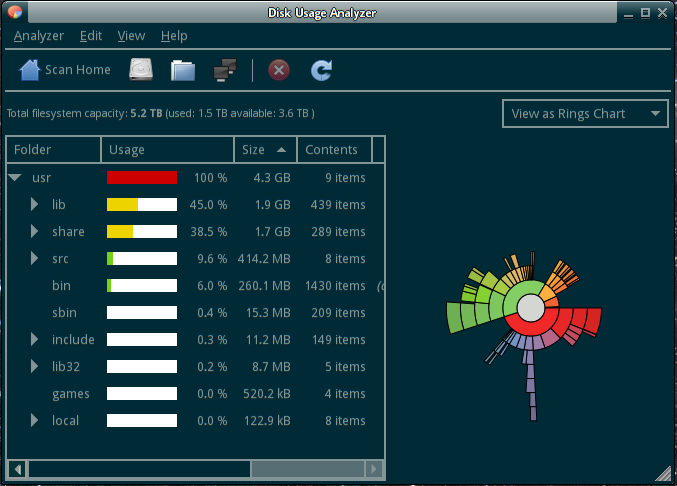 Disk Usage Analyzer
Analyzer Edit View Help
Scan Home
Total filesystem capacity: 5.2 TB (used: 1.5 TB available: 3.6 TB )
View as Rings Chart
Folder Usage Size Contents
usr 100 % 4.3 GB 9 items
lib 45.0 % 1.9 GB 439 items
share 38.5 % 1.7 GB 289 items
src 9.6 % 414.2 MB 8 items
bin 6.0 % 260.1 MB 1430 items
sbin 0.4 % 15.3 MB 209 items
include 0.3 % 11.2 MB 149 items
lib32 0.2 % 8.7 MB 5 items
games 0.0 % 520.2 kB 4 items
local 0.0 % 122.9 kB 8 items